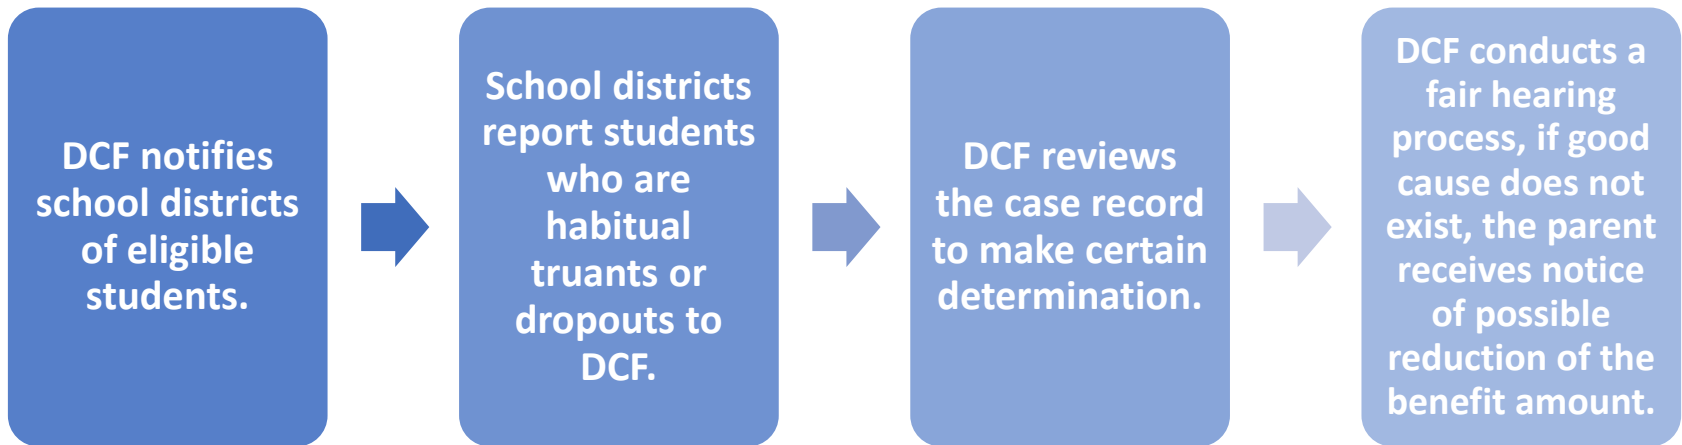 DCF notifies
school districts
of eligible
students.
School districts
report students
who are
habitual
truants or
dropouts to
DCF.
DCF reviews
the case record
to make certain
determination.
DCF conducts a
fair hearing
process, if good
cause does not
exist, the parent
receives notice
of possible
reduction of the
benefit amount.